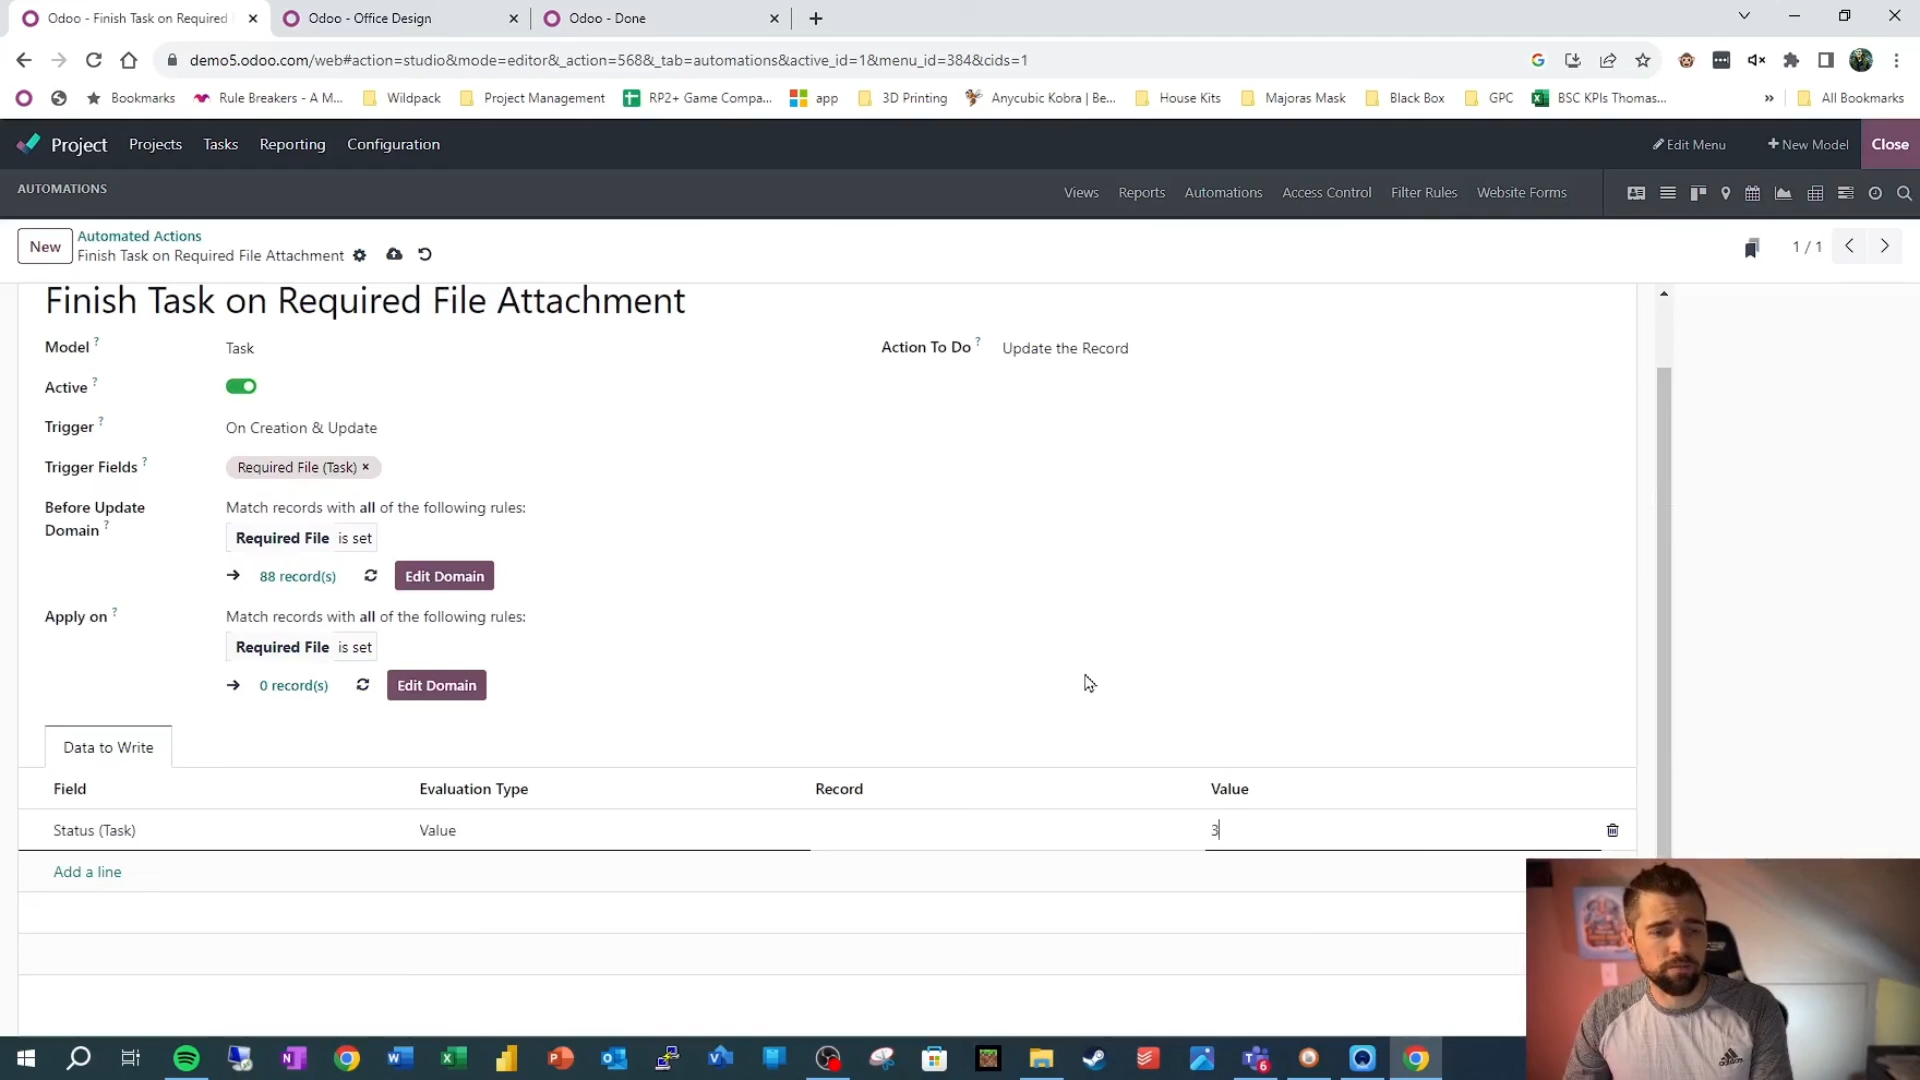 Odoo - Finish Task on Required
Odoo - Office Design
Odoo - Done
demo5.odoo.com/web#action=studio&mode=editor&_action=568&_tab=automations&active_id=1&menu_id=384&cids=1
Bookmarks
Rule Breakers - A M...
Wildpack
Project Management
RP2+ Game Compa...
app
3D Printing
Anycubic Kobra | Be...
House Kits
Majoras Mask
Black Box
GPC
BSC KPIs Thomas...
»
All Bookmarks
Project
Projects
Tasks
Reporting
Configuration
Edit Menu
+ New Model
Close
AUTOMATIONS
Views
Reports
Automations
Access Control
Filter Rules
Website Forms
New
Automated Actions
Finish Task on Required File Attachment
1 / 1
Finish Task on Required File Attachment
Model ?
Task
Action To Do ?
Update the Record
Active ?
Trigger ?
On Creation & Update
Trigger Fields ?
Required File (Task) ×
Before Update Domain ?
Match records with all of the following rules:
Required File is set
88 record(s)
Edit Domain
Apply on ?
Match records with all of the following rules:
Required File is set
0 record(s)
Edit Domain
Data to Write
Field
Evaluation Type
Record
Value
Status (Task)
Value
3
Add a line